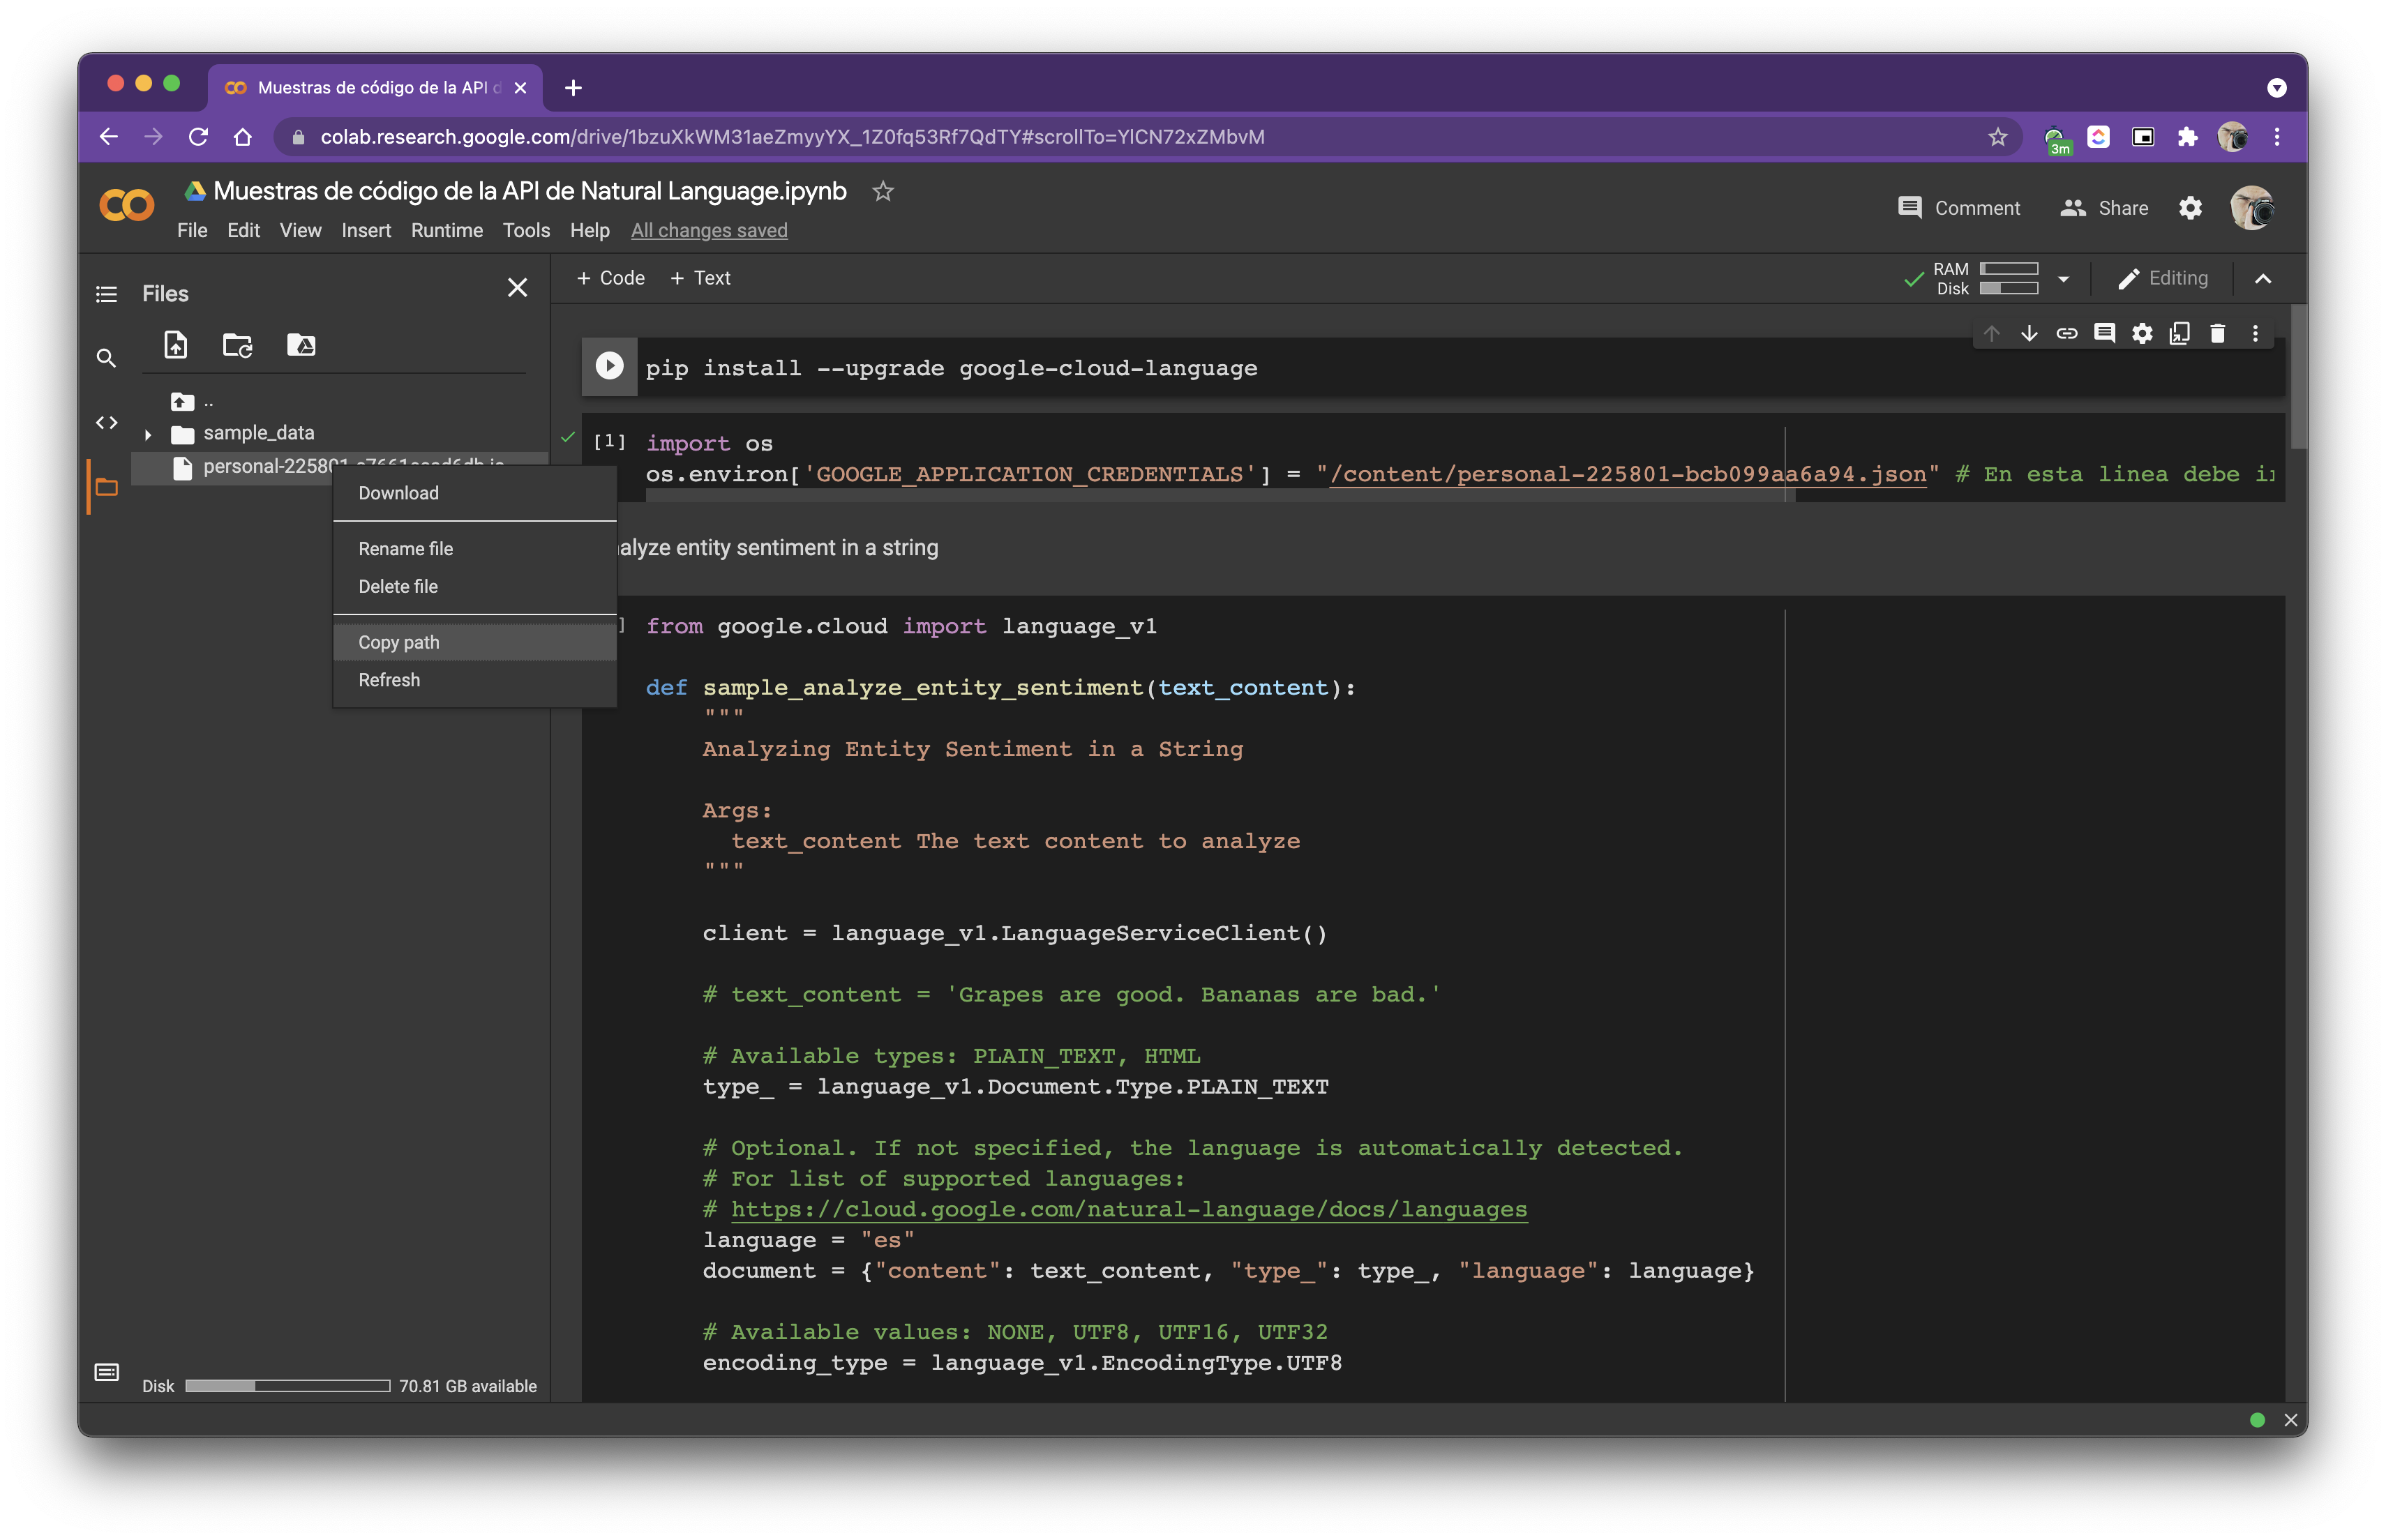 Muestras de código de la API d
colab.research.google.com/drive/1bzuXkWM31aeZmyyYX_1Z0fq53Rf7QdTY#scrollTo=YlCN72xZMbvM
3m
Muestras de código de la API de Natural Language.ipynb
File Edit View Insert Runtime Tools Help All changes saved
Comment Share
Files
+ Code + Text
RAM
Disk
Editing
pip install --upgrade google-cloud-language
..
sample_data
personal-225801
[1] import os
os.environ['GOOGLE_APPLICATION_CREDENTIALS'] = "/content/personal-225801-bcb099aa6a94.json" # En esta linea debe
Download
Rename file
Delete file
Copy path
Refresh
alyze entity sentiment in a string
] from google.cloud import language_v1
def sample_analyze_entity_sentiment(text_content):
"""
Analyzing Entity Sentiment in a String
Args:
text_content The text content to analyze
"""
client = language_v1.LanguageServiceClient()
# text_content = 'Grapes are good. Bananas are bad.'
# Available types: PLAIN_TEXT, HTML
type_ = language_v1.Document.Type.PLAIN_TEXT
# Optional. If not specified, the language is automatically detected.
# For list of supported languages:
# https://cloud.google.com/natural-language/docs/languages
language = "es"
document = {"content": text_content, "type_": type_, "language": language}
# Available values: NONE, UTF8, UTF16, UTF32
encoding_type = language_v1.EncodingType.UTF8
Disk 70.81 GB available